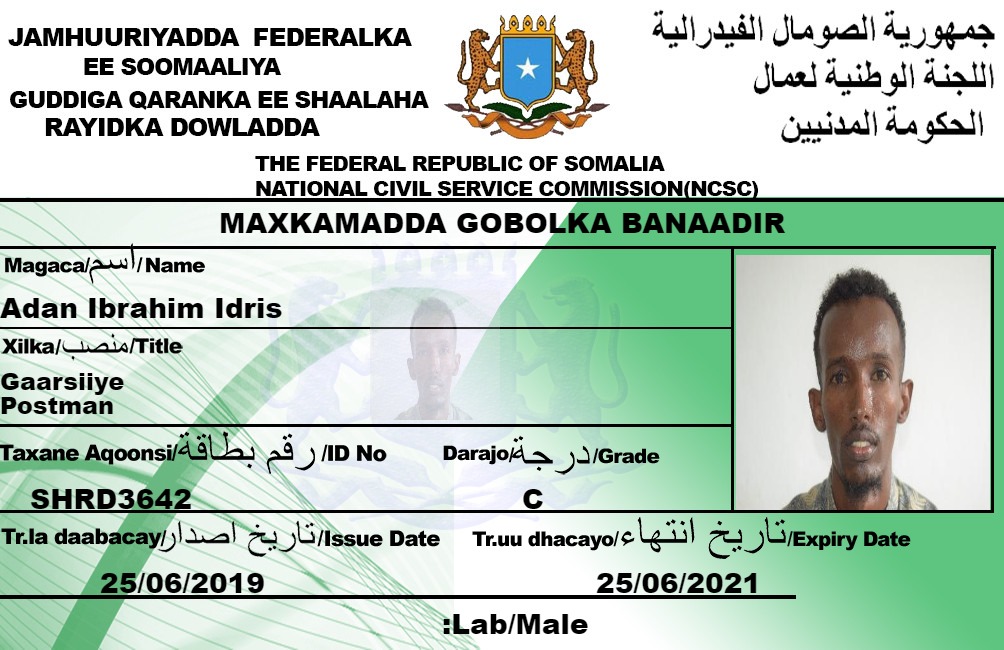 JAMHUURIYADDA FEDERALKA
EE SOOMAALIYA
GUDDIGA QARANKA EE SHAALAHA
RAYIDKA DOWLADDA
جمهورية الصومال الفيدرالية
اللجنة الوطنية لعمال
الحكومة المدنيين
THE FEDERAL REPUBLIC OF SOMALIA
NATIONAL CIVIL SERVICE COMMISSION(NCSC)
MAXKAMADDA GOBOLKA BANAADIR
Magaca/اسم/Name
Adan Ibrahim Idris
Xilka/منصب/Title
Gaarsiiye
Postman
Taxane Aqoonsi/رقم بطاقة/ID No
SHRD3642
Darajo/درجة/Grade
C
Tr.la daabacay/تاريخ اصدار/Issue Date
25/06/2019
Tr.uu dhacayo/تاريخ انتهاء/Expiry Date
25/06/2021
:Lab/Male